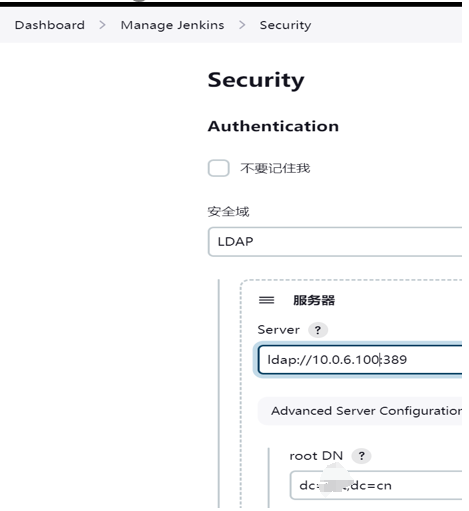 Dashboard > Manage Jenkins > Security
Security
Authentication
不要记住我
安全域
LDAP
服务器
Server ?
ldap://10.0.6.100:389
Advanced Server Configuration
root DN ?
dc= ,dc=cn